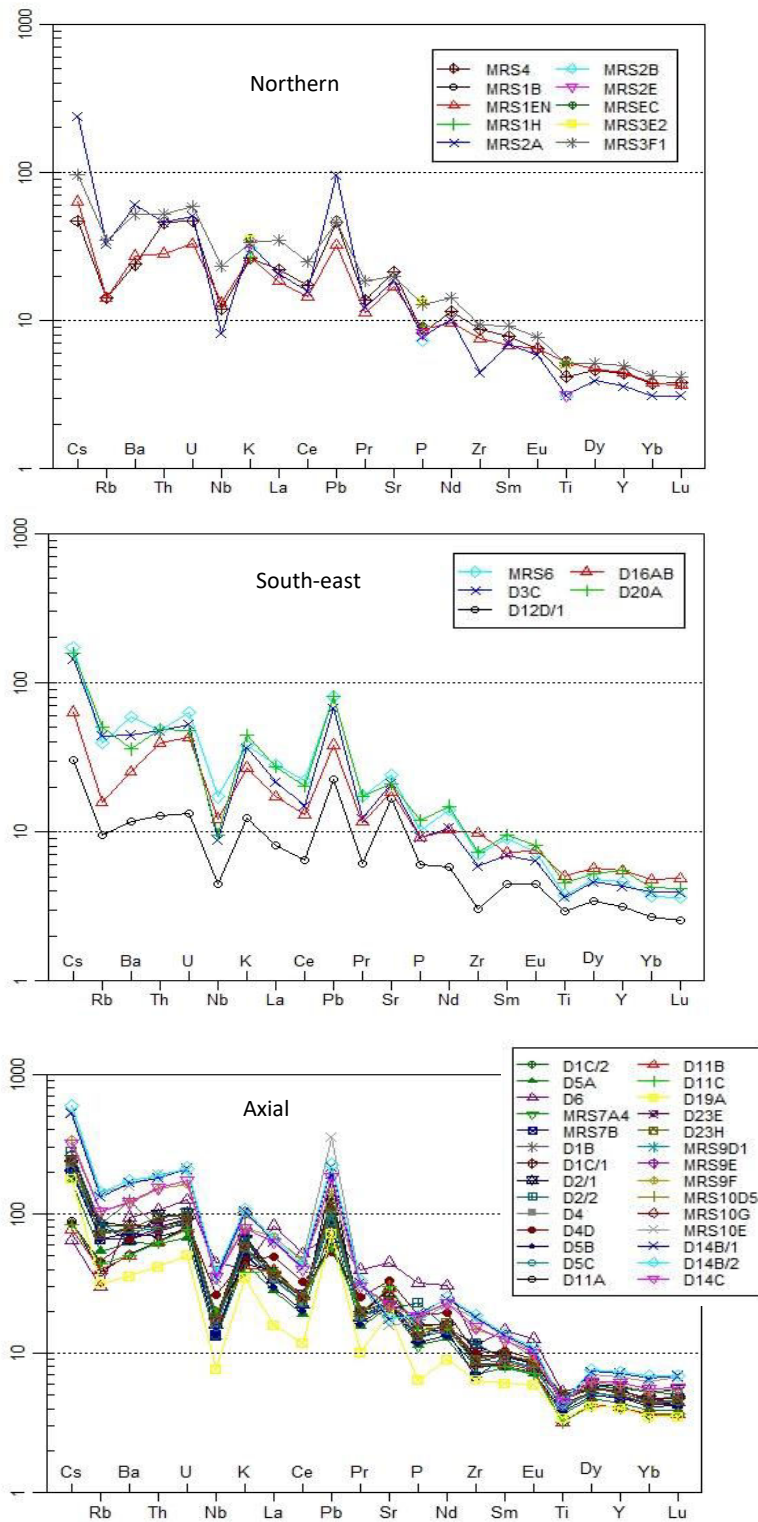 1000
Northern
MRS4 MRS2B
MRS1B MRS2E
MRS1EN MRSEC
MRS1H MRS3E2
MRS2A MRS3F1
100
10
Cs Ba U K Ce Pr P Zr Eu Dy Yb
1
Rb Th Nb La Pb Sr Nd Sm Ti Y Lu
1000
South-east
MRS6 D16AB
D3C D20A
D12D/1
100
10
Cs Ba U K Ce Pr P Zr Eu Dy Yb
1
Rb Th Nb La Pb Sr Nd Sm Ti Y Lu
1000
Axial
D1C/2 D11B
D5A D11C
D6 D19A
MRS7A4 D23E
MRS7B D23H
D1B MRS9D1
D1C/1 MRS9E
D2/1 MRS9F
D2/2 MRS10D5
D4 MRS10G
D4D MRS10E
D5B D14B/1
D5C D14B/2
D11A D14C
100
10
Cs Ba U K Ce Pr P Zr Eu Dy Yb
1
Rb Th Nb La Pb Sr Nd Sm Ti Y Lu